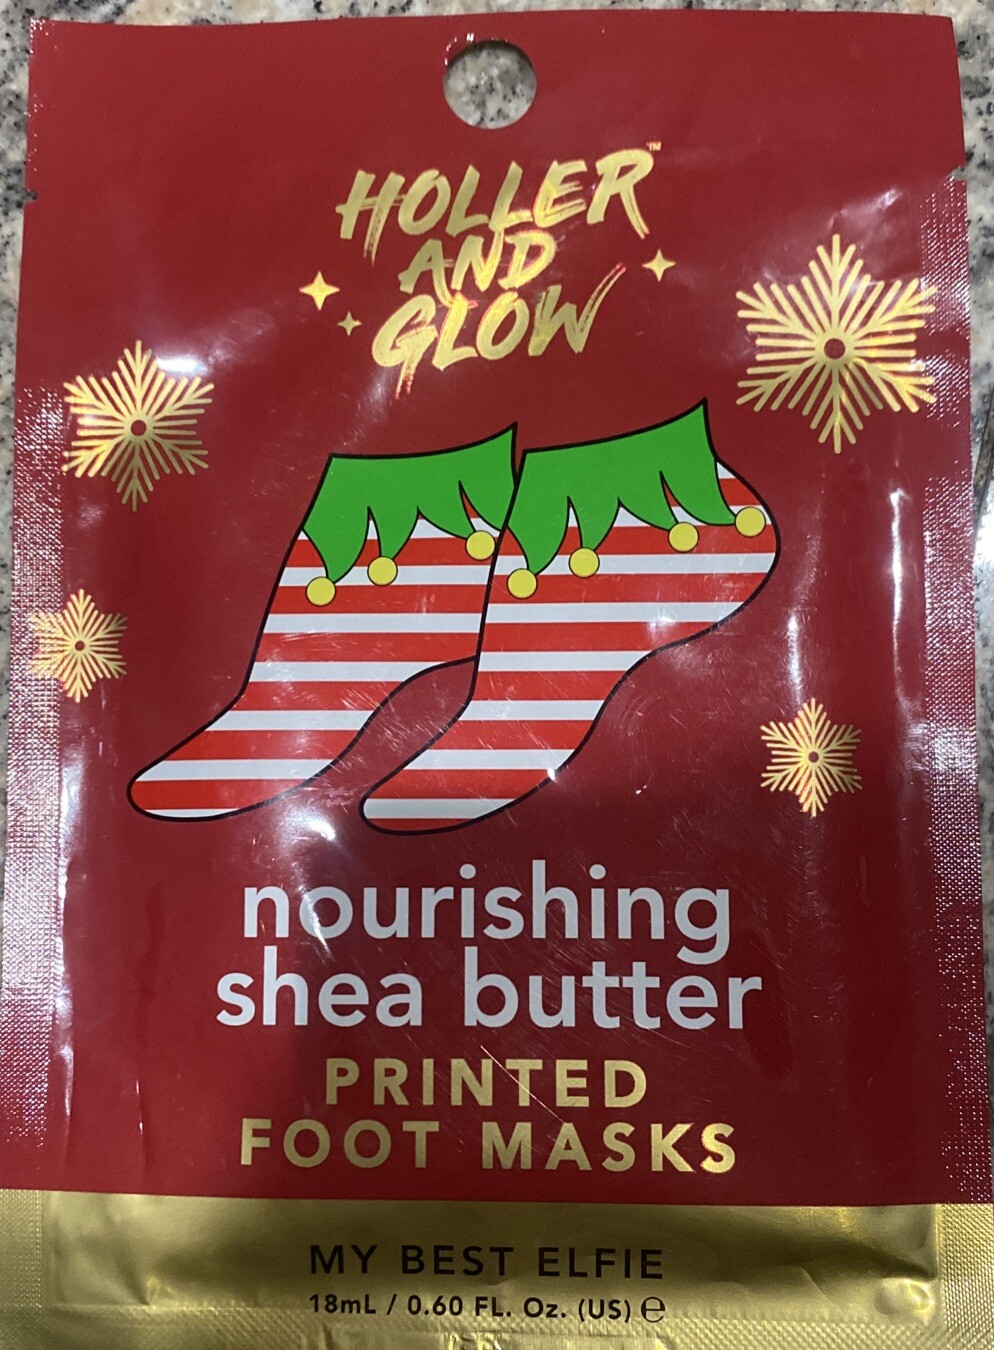 HOLLER™
AND
GLOW
nourishing
shea butter
PRINTED
FOOT MASKS
MY BEST ELFIE
18mL / 0.60 FL. Oz. (US) ℮